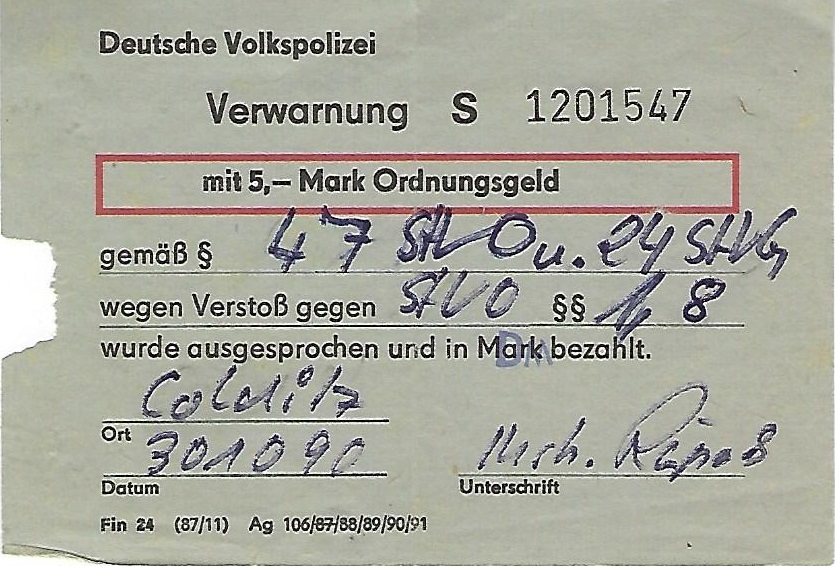 Deutsche Volkspolizei
Verwarnung S 1201547
mit 5,— Mark Ordnungsgeld
gemäß § 47 StVO u. 24 StVG
wegen Verstoß gegen StVO §§ 1, 8
wurde ausgesprochen und in Mark DM bezahlt.
Colditz
Ort
301090
Datum
Unterschrift
Fin 24 (87/11) Ag 106/87/88/89/90/91